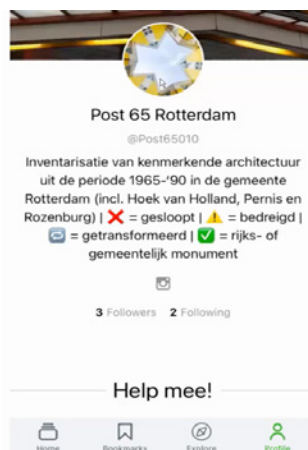 Post 65 Rotterdam
@Post65010
Inventarisatie van kenmerkende architectuur
uit de periode 1965-'90 in de gemeente
Rotterdam (incl. Hoek van Holland, Pernis en
Rozenburg) | ❌ = gesloopt | ⚠️ = bedreigd |
🔁 = getransformeerd | ✅ = rijks- of
gemeentelijk monument
3 Followers 2 Following
Help mee!
Home Bookmarks Explore Profile